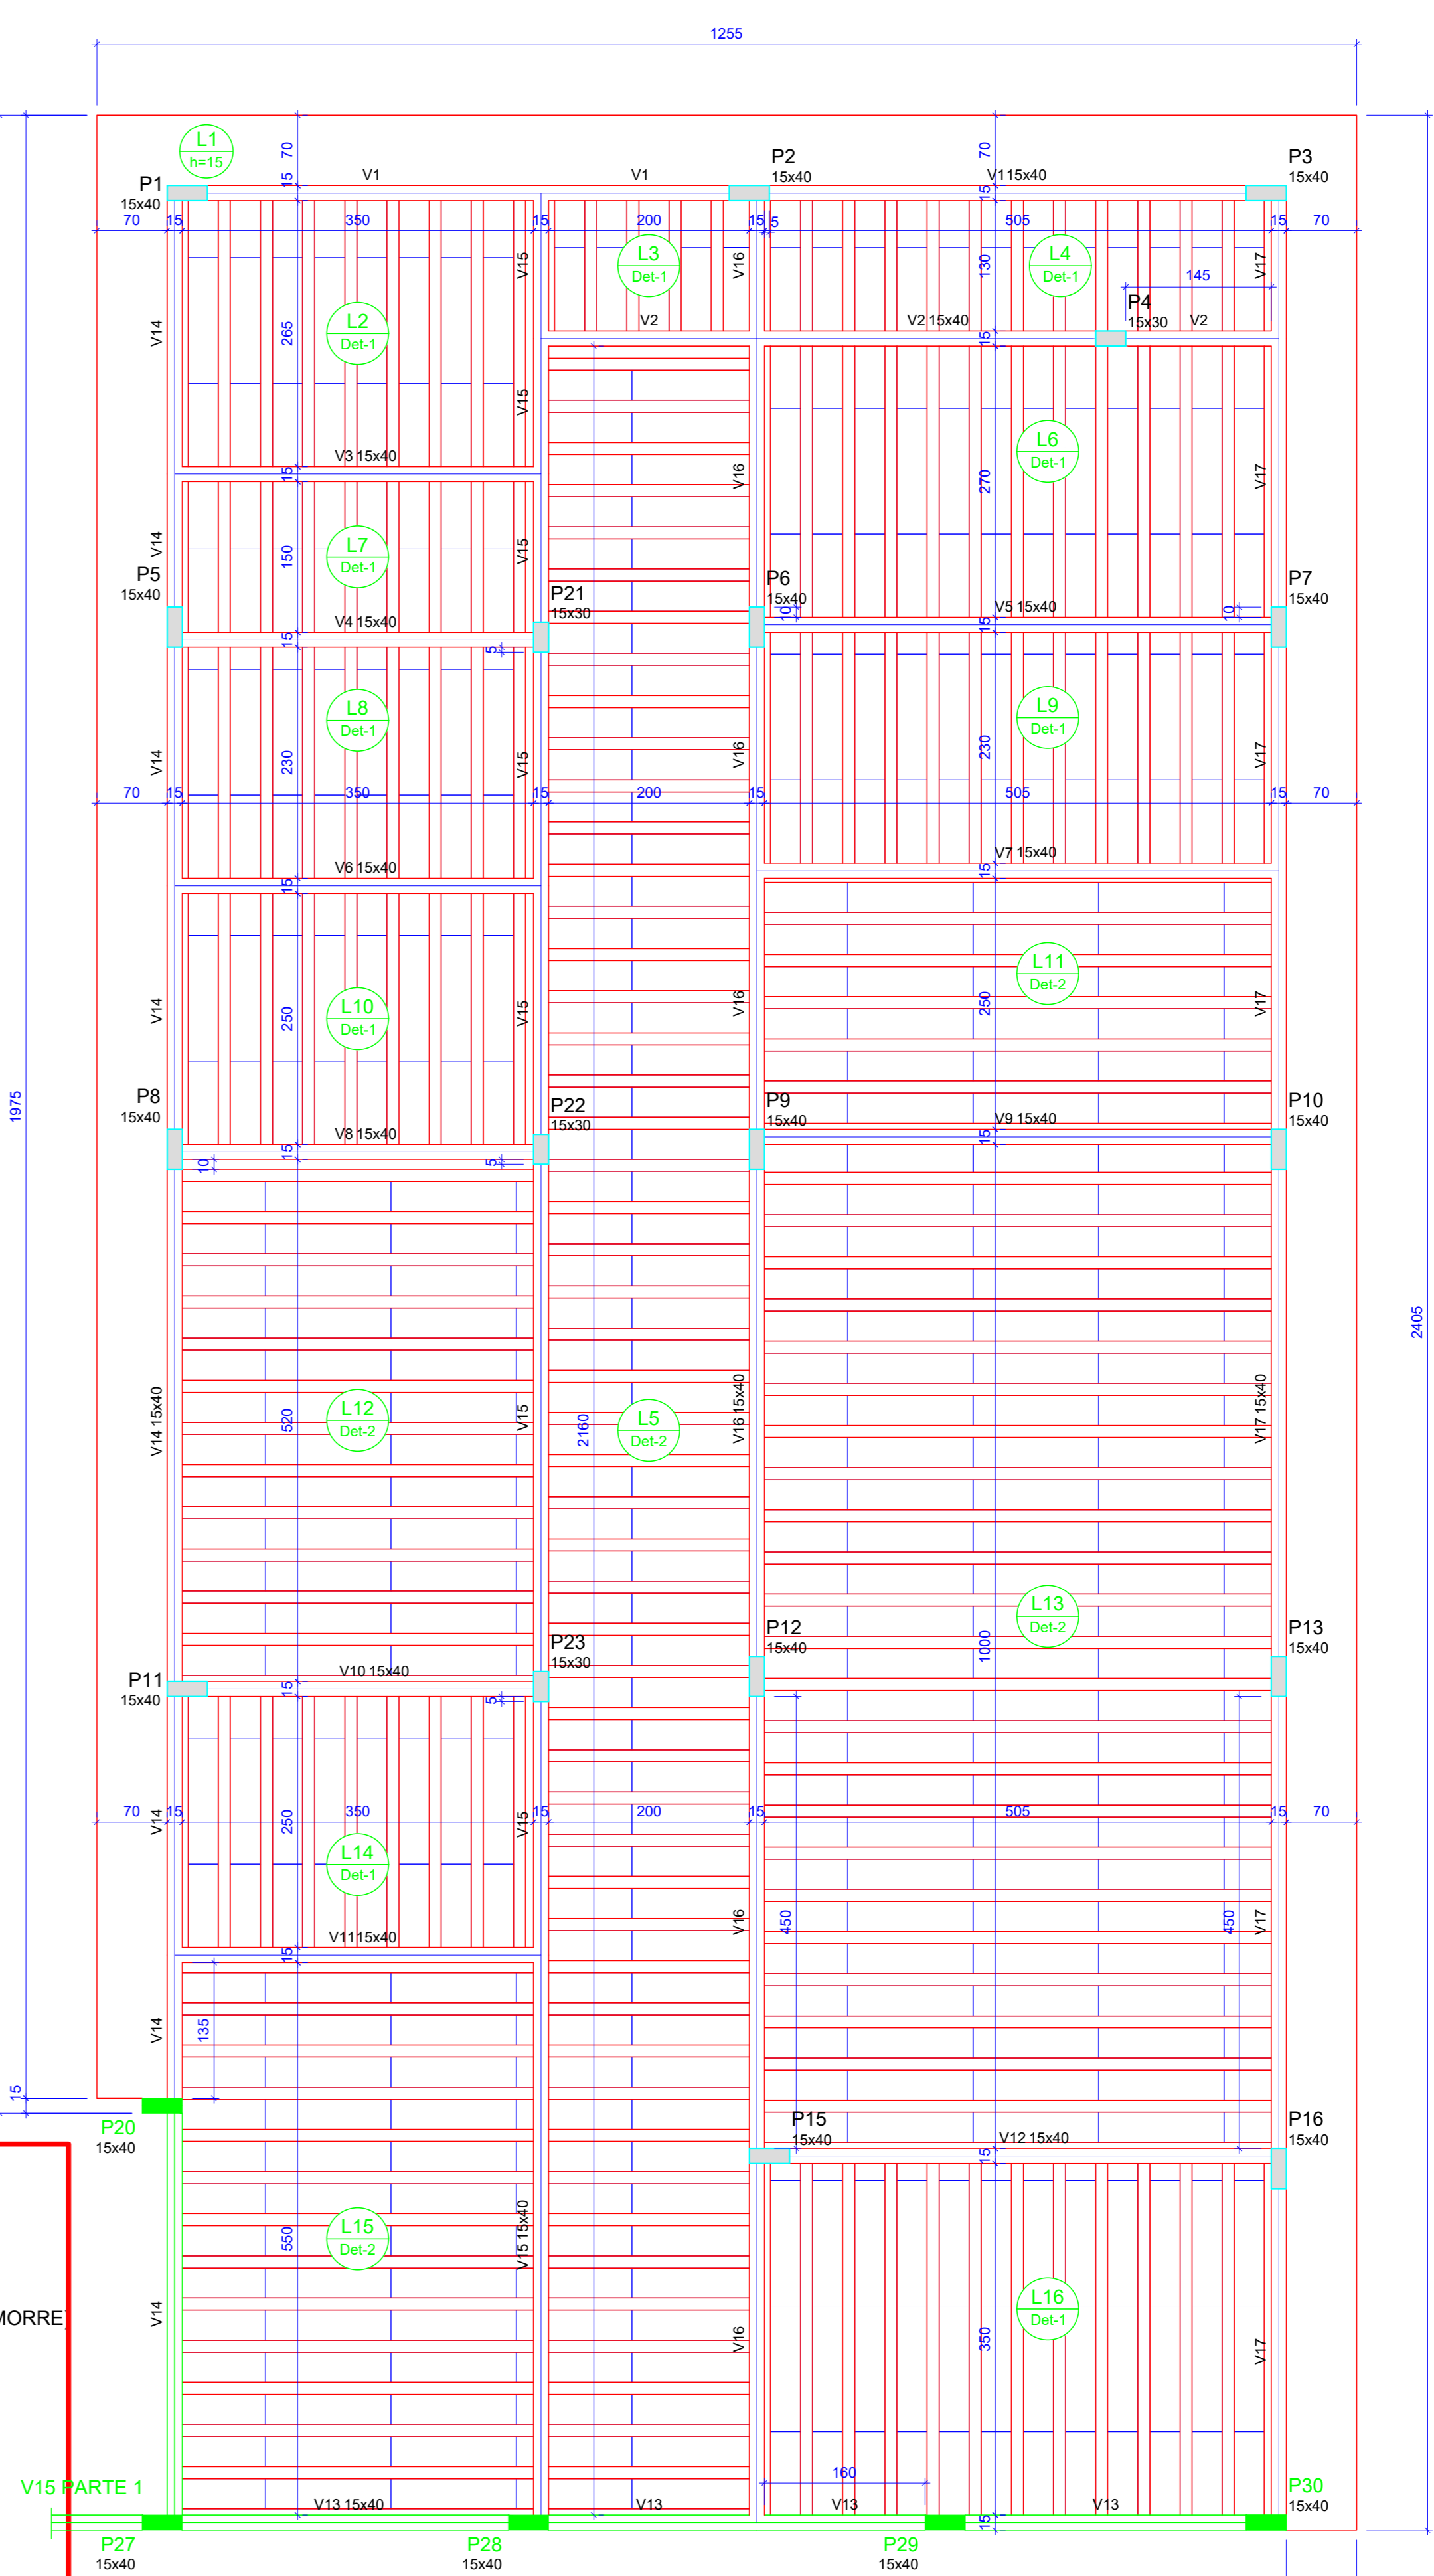 1255
L1
h=15
70
70
P1
15x40
15
V1
V1
P2
15x40
V1 15x40
15
P3
15x40
70
15
350
15
200
15
5
505
15
70
V14
265
L2
Det-1
V15
V15
L3
Det-1
V16
V2
L4
Det-1
130
V17
145
P4
15x30
V2 15x40
V2
15
V3 15x40
15
V16
L6
Det-1
270
V17
V14
150
L7
Det-1
V15
P5
15x40
V4 15x40
15
P21
15x30
5
P6
15x40
10
V5 15x40
15
10
P7
15x40
V14
L8
Det-1
230
V15
V16
L9
Det-1
230
V17
70
15
350
15
200
15
505
15
70
V6 15x40
15
V7 15x40
15
V14
L10
Det-1
250
V15
V16
L11
Det-2
250
V17
P8
15x40
V8 15x40
15
10
5
P22
15x30
P9
15x40
V9 15x40
15
P10
15x40
1975
2405
V14 15x40
L12
Det-2
520
V15
2160
L5
Det-2
V16 15x40
V17 15x40
L13
Det-2
1000
P11
15x40
V10 15x40
15
5
P23
15x30
P12
15x40
P13
15x40
70
15
350
15
200
15
505
15
70
V14
250
L14
Det-1
V15
V16
450
450
V17
V11 15x40
15
V14
135
15
P20
15x40
P15
15x40
V12 15x40
15
P16
15x40
V14
550
L15
Det-2
V15 15x40
V16
L16
Det-1
350
V17
MORRE)
160
V15 PARTE 1
V13 15x40
V13
V13
V13
15
P30
15x40
P27
15x40
P28
15x40
P29
15x40